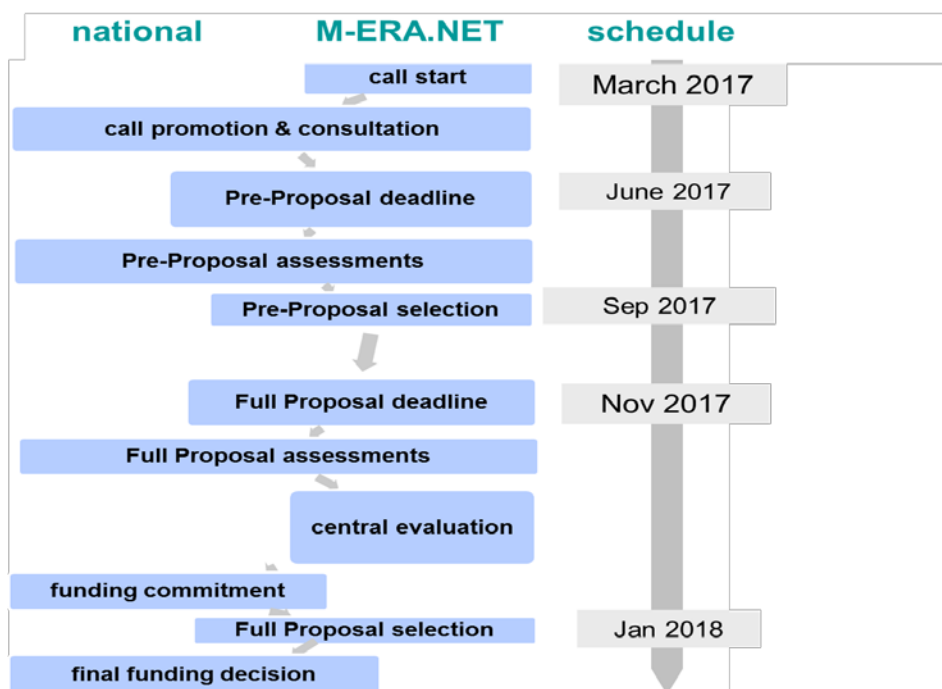 national M-ERA.NET schedule
call start
March 2017
call promotion & consultation
Pre-Proposal deadline
June 2017
Pre-Proposal assessments
Pre-Proposal selection
Sep 2017
Full Proposal deadline
Nov 2017
Full Proposal assessments
central evaluation
funding commitment
Full Proposal selection
Jan 2018
final funding decision